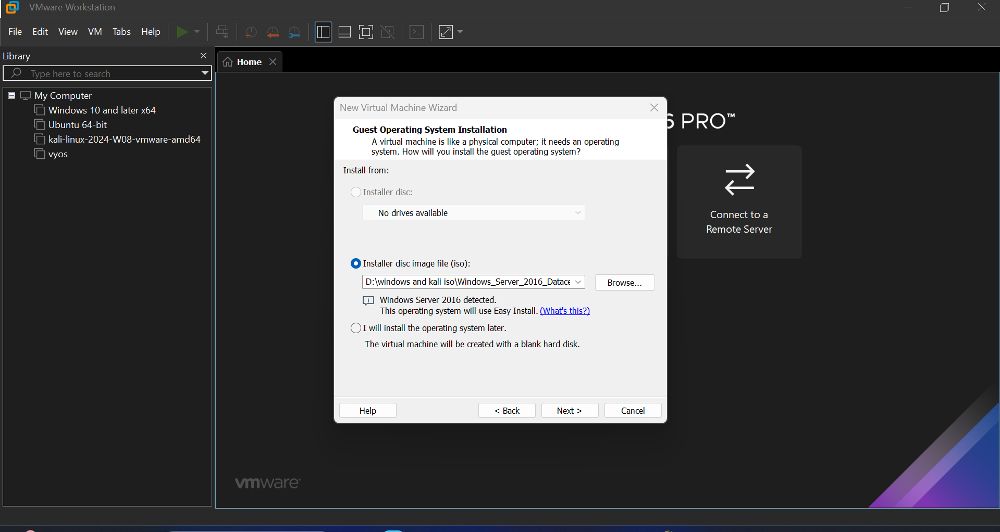 VMware Workstation
File Edit View VM Tabs Help
Library
Type here to search
My Computer
Windows 10 and later x64
Ubuntu 64-bit
kali-linux-2024-W08-vmware-amd64
vyos
Home
6 PRO™
Connect to a
Remote Server
New Virtual Machine Wizard
Guest Operating System Installation
A virtual machine is like a physical computer; it needs an operating
system. How will you install the guest operating system?
Install from:
Installer disc:
No drives available
Installer disc image file (iso):
D:\windows and kali iso\Windows_Server_2016_Datace
Browse...
Windows Server 2016 detected.
This operating system will use Easy Install. (What's this?)
I will install the operating system later.
The virtual machine will be created with a blank hard disk.
Help
< Back
Next >
Cancel
vmware